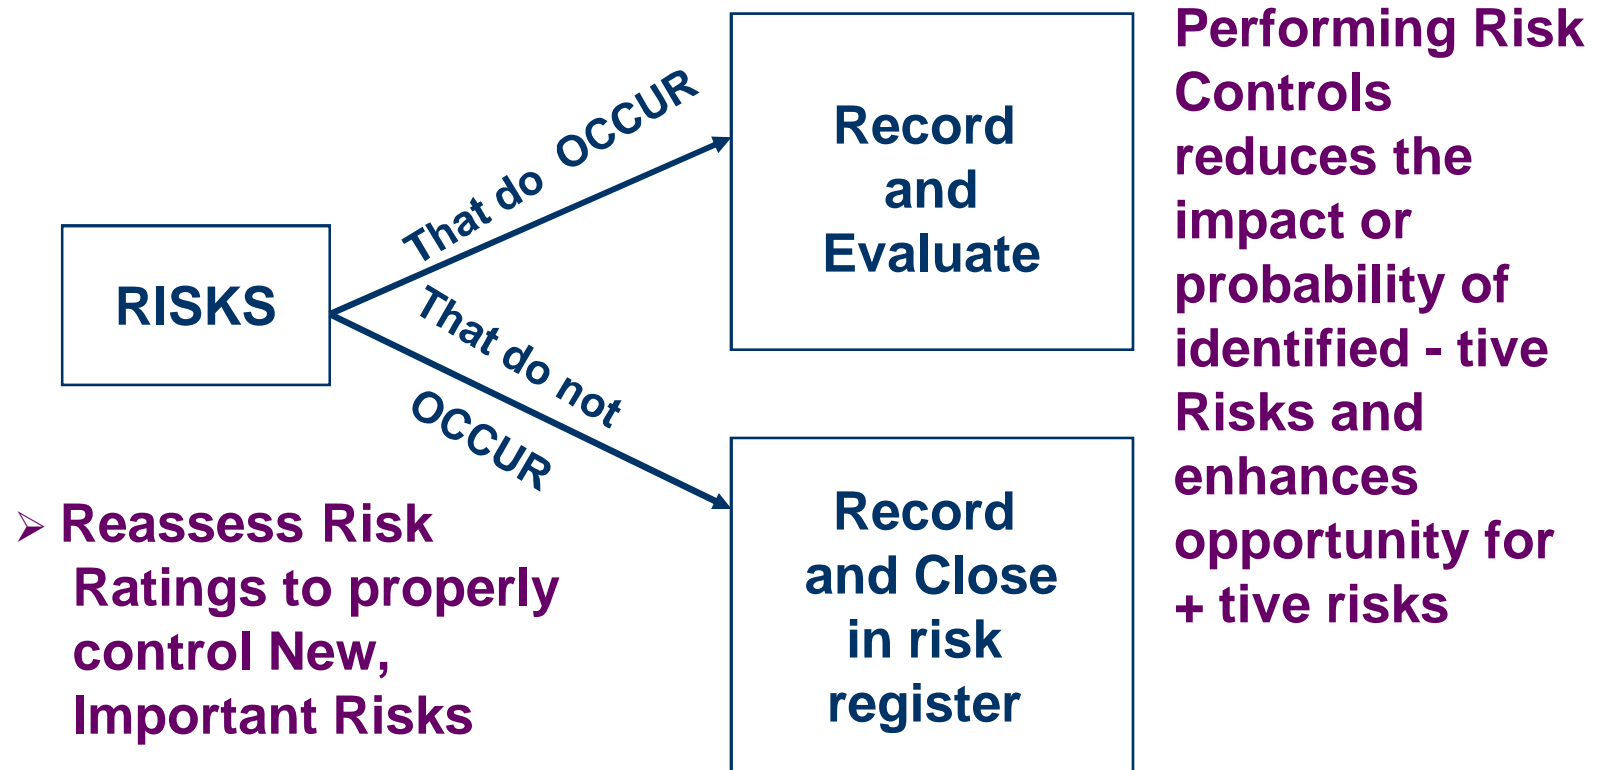 RISKS
That do OCCUR
That do not
OCCUR
Record
and
Evaluate
Record
and Close
in risk
register
➢ Reassess Risk
Ratings to properly
control New,
Important Risks
Performing Risk
Controls
reduces the
impact or
probability of
identified - tive
Risks and
enhances
opportunity for
+ tive risks